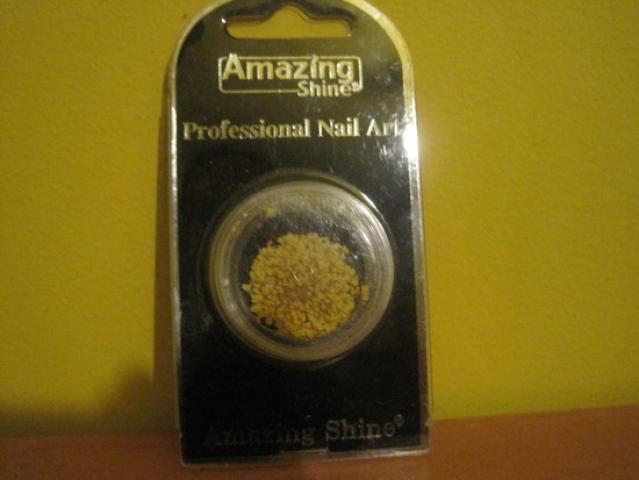 Amazing
Shine®
Professional Nail Art
Amazing Shine®